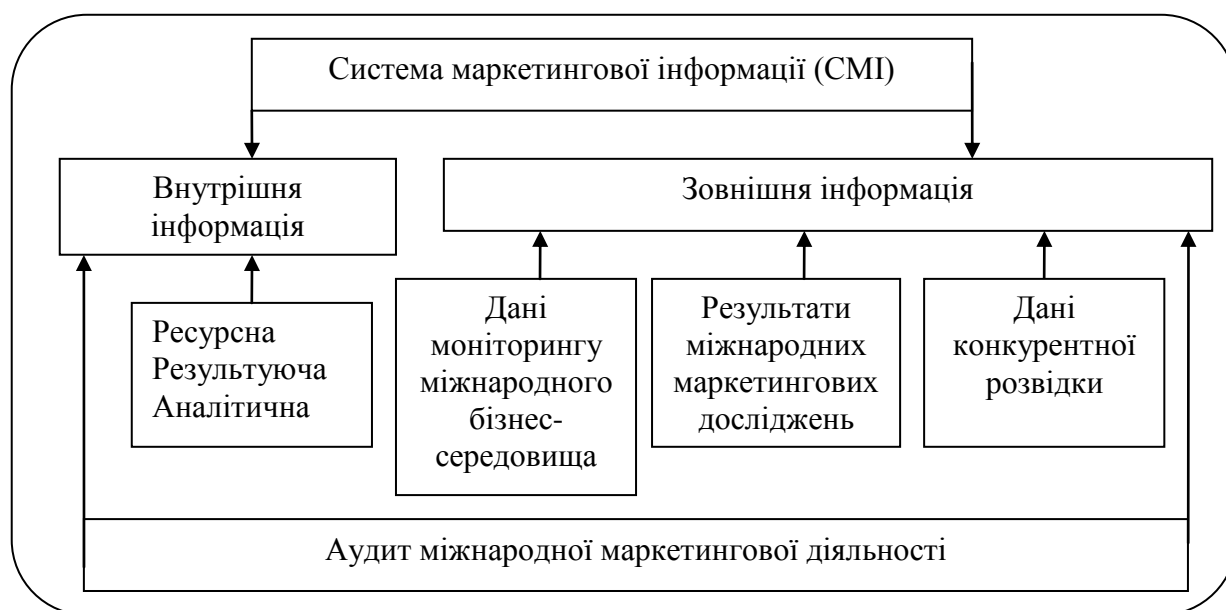 Система маркетингової інформації (СМІ)
Внутрішня
інформація
Зовнішня інформація
Ресурсна
Результуюча
Аналітична
Дані
моніторингу
міжнародного
бізнес-
середовища
Результати
міжнародних
маркетингових
досліджень
Дані
конкурентної
розвідки
Аудит міжнародної маркетингової діяльності